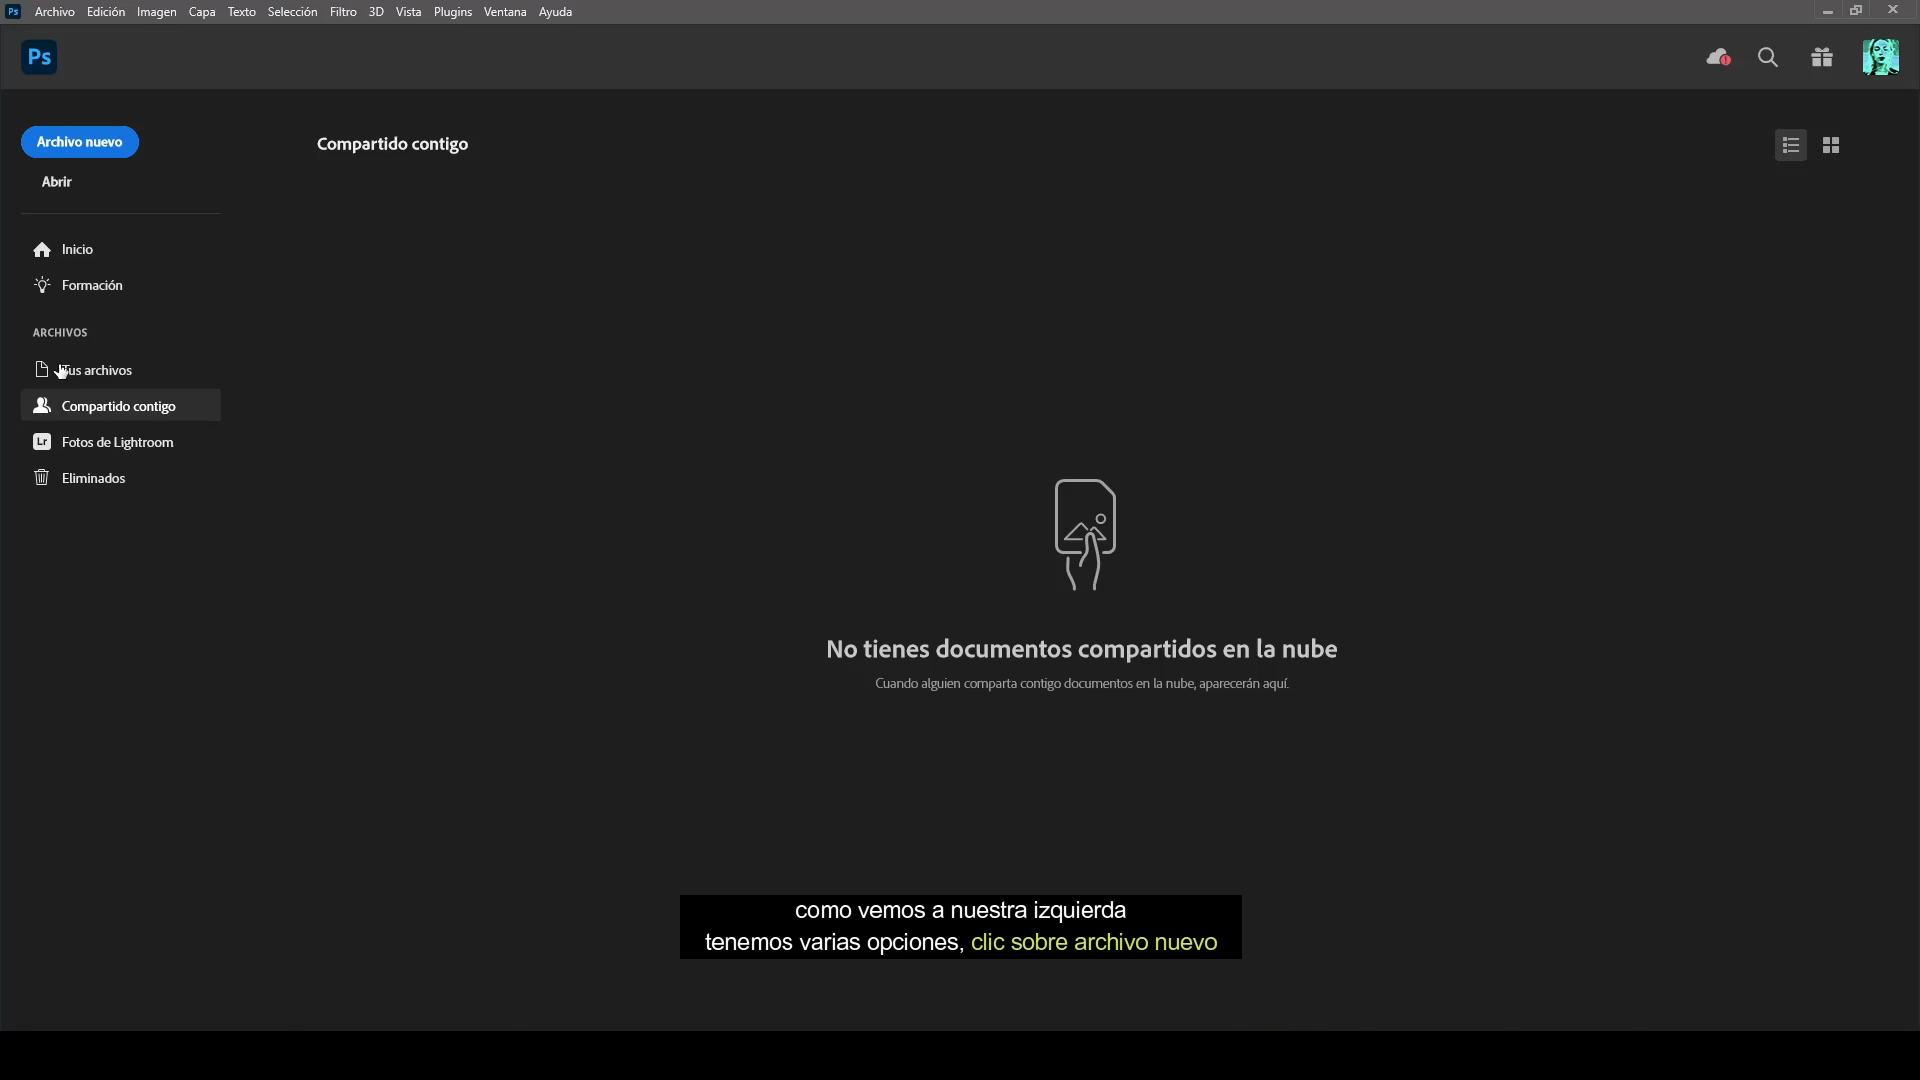 Ps Archivo Edición Imagen Capa Texto Selección Filtro 3D Vista Plugins Ventana Ayuda
Ps
Archivo nuevo
Compartido contigo
Abrir
Inicio
Formación
ARCHIVOS
Tus archivos
Compartido contigo
Lr Fotos de Lightroom
Eliminados
No tienes documentos compartidos en la nube
Cuando alguien comparta contigo documentos en la nube, aparecerán aquí.
como vemos a nuestra izquierda
tenemos varias opciones, clic sobre archivo nuevo